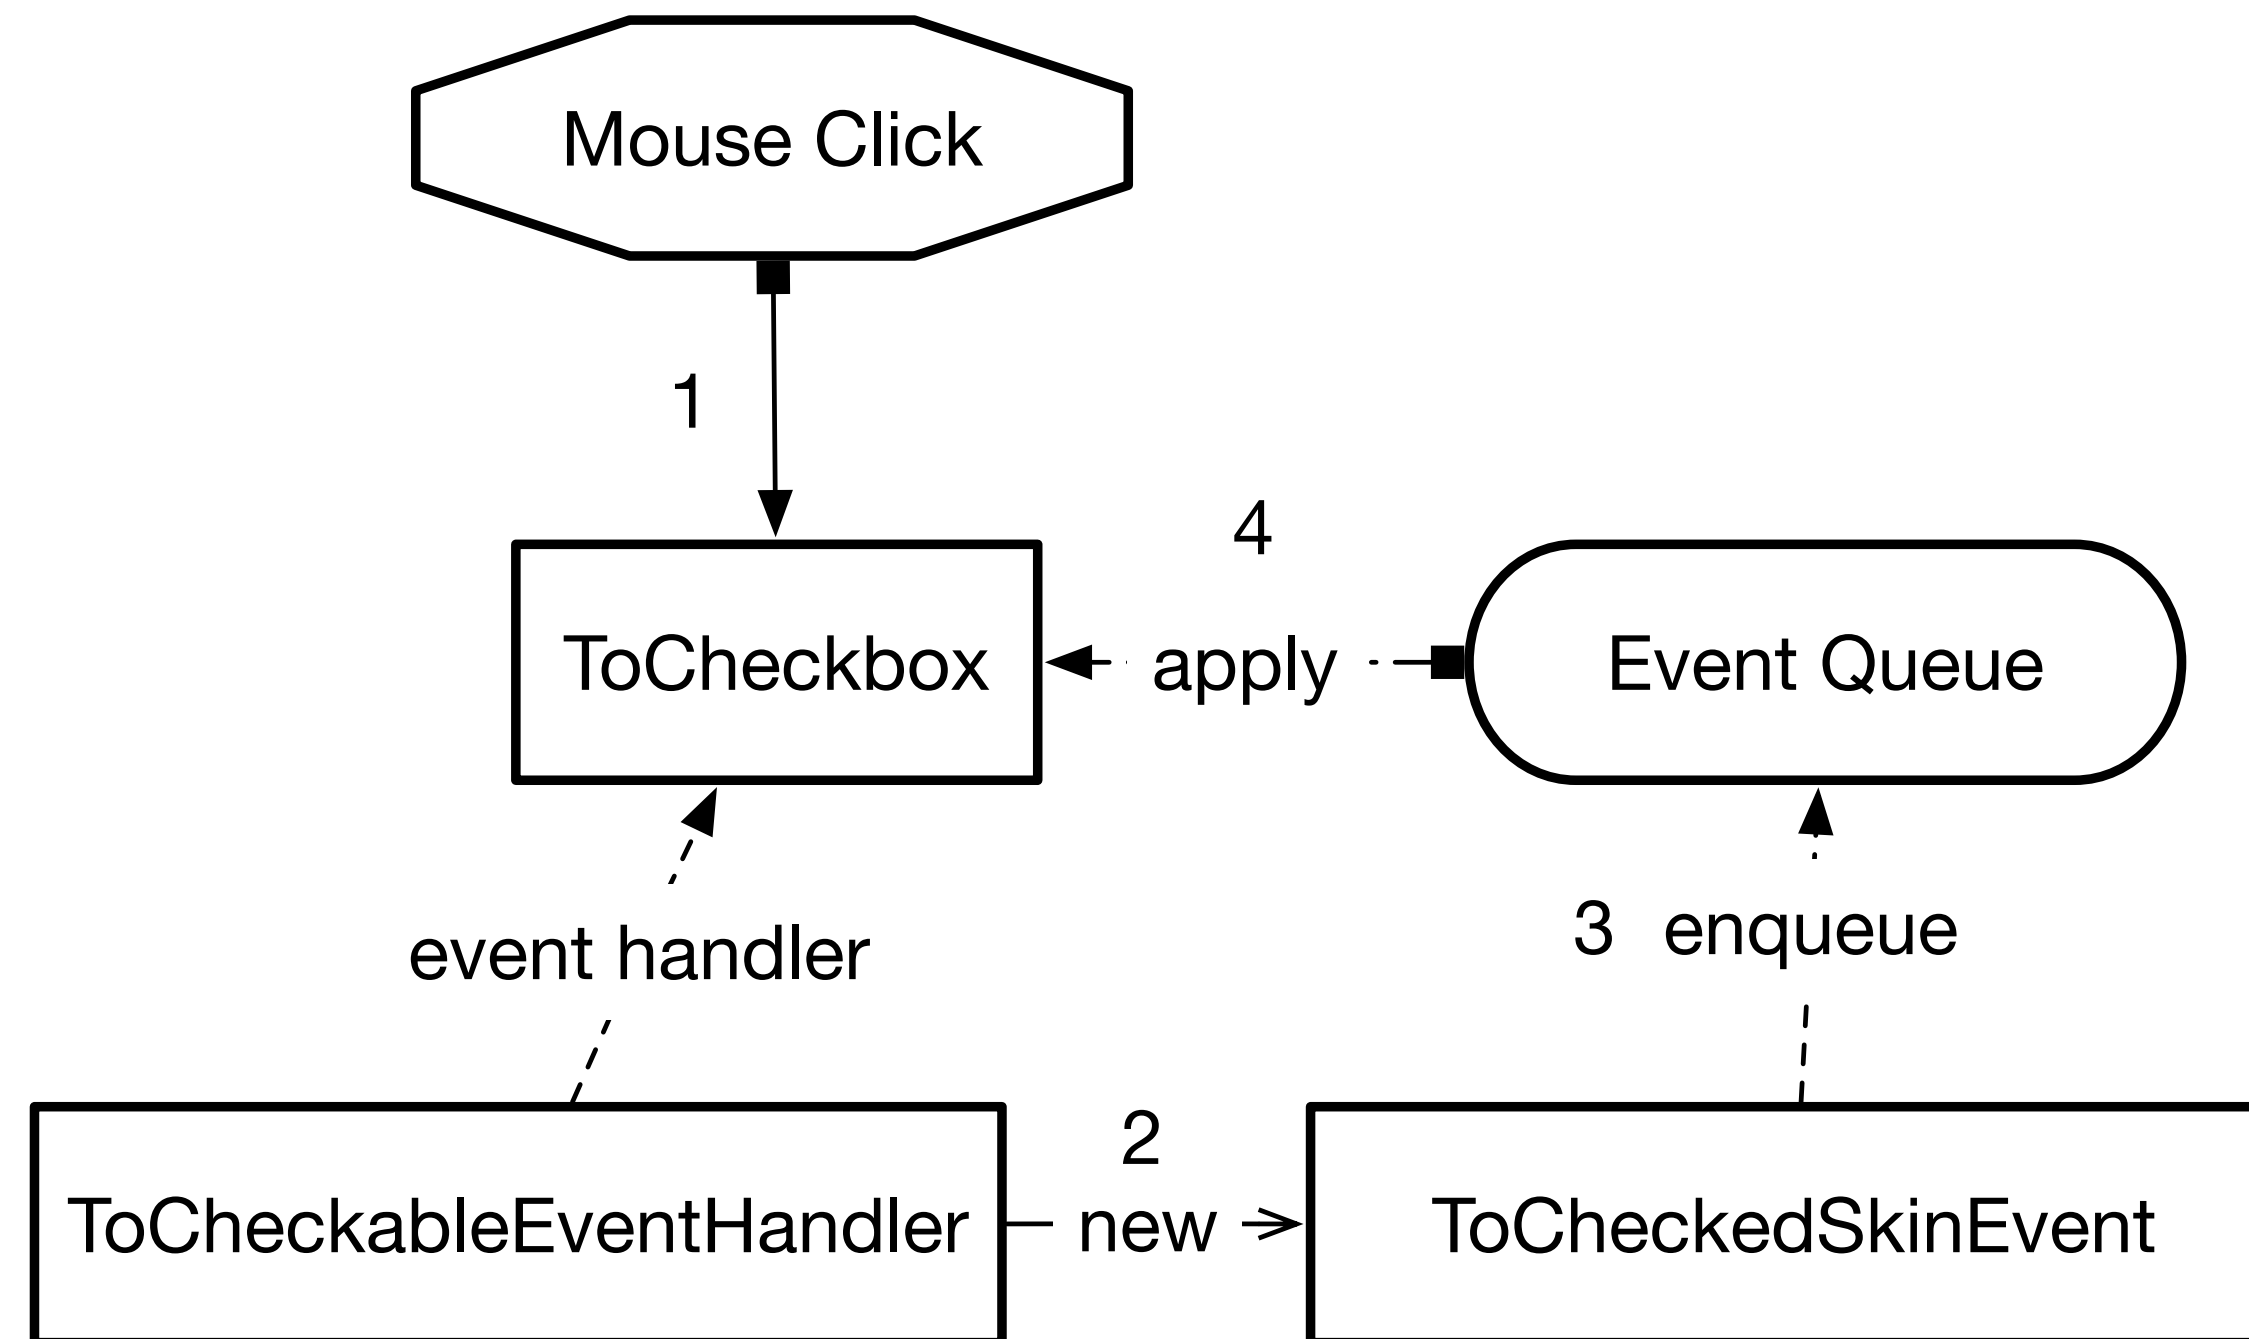 Mouse Click
1
4
ToCheckbox
apply
Event Queue
event handler
3 enqueue
2
ToCheckableEventHandler
new
ToCheckedSkinEvent